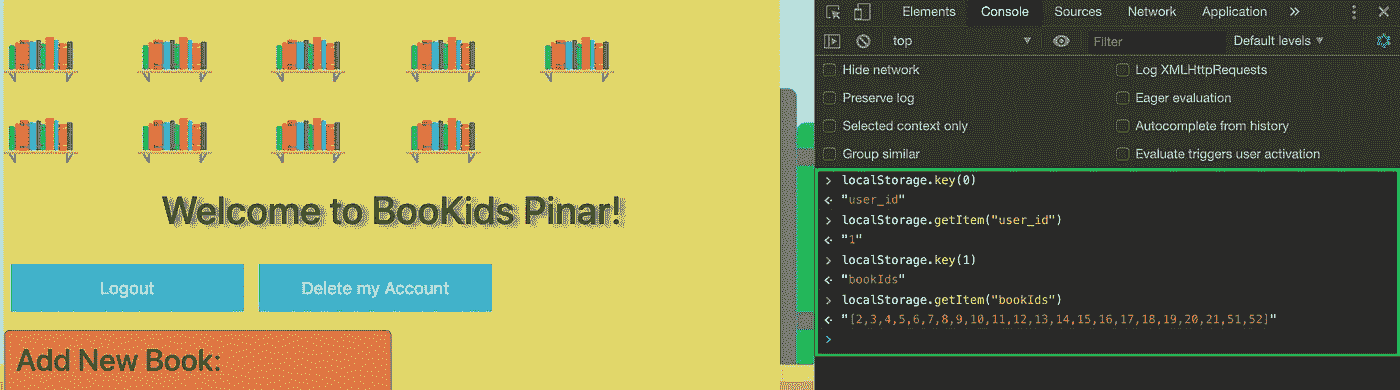 Welcome to BooKids Pinar!
Logout
Delete my Account
Add New Book:
Elements Console Sources Network Application »
top Filter Default levels
Hide network
Log XMLHttpRequests
Preserve log
Eager evaluation
Selected context only
Autocomplete from history
Group similar
Evaluate triggers user activation
> localStorage.key(0)
"user_id"
> localStorage.getItem("user_id")
"1"
> localStorage.key(1)
"bookIds"
> localStorage.getItem("bookIds")
"[2,3,4,5,6,7,8,9,10,11,12,13,14,15,16,17,18,19,20,21,51,52]"
>